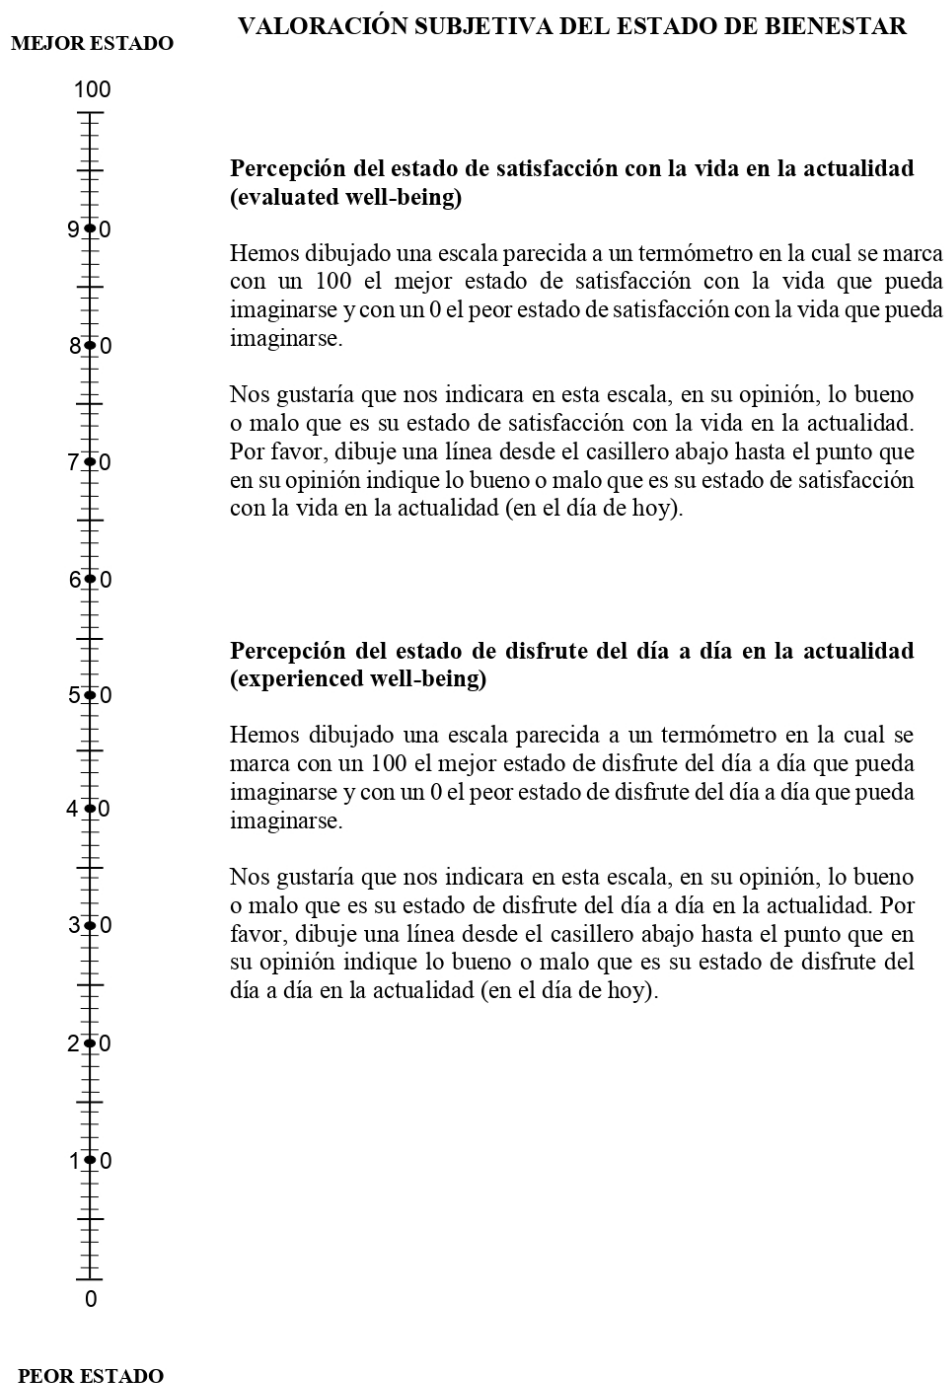 VALORACIÓN SUBJETIVA DEL ESTADO DE BIENESTAR
MEJOR ESTADO
100
90
80
70
60
50
40
30
20
10
0
PEOR ESTADO
Percepción del estado de satisfacción con la vida en la actualidad
(evaluated well-being)
Hemos dibujado una escala parecida a un termómetro en la cual se marca
con un 100 el mejor estado de satisfacción con la vida que pueda
imaginarse y con un 0 el peor estado de satisfacción con la vida que pueda
imaginarse.
Nos gustaría que nos indicara en esta escala, en su opinión, lo bueno
o malo que es su estado de satisfacción con la vida en la actualidad.
Por favor, dibuje una línea desde el casillero abajo hasta el punto que
en su opinión indique lo bueno o malo que es su estado de satisfacción
con la vida en la actualidad (en el día de hoy).
Percepción del estado de disfrute del día a día en la actualidad
(experienced well-being)
Hemos dibujado una escala parecida a un termómetro en la cual se
marca con un 100 el mejor estado de disfrute del día a día que pueda
imaginarse y con un 0 el peor estado de disfrute del día a día que pueda
imaginarse.
Nos gustaría que nos indicara en esta escala, en su opinión, lo bueno
o malo que es su estado de disfrute del día a día en la actualidad. Por
favor, dibuje una línea desde el casillero abajo hasta el punto que en
su opinión indique lo bueno o malo que es su estado de disfrute del
día a día en la actualidad (en el día de hoy).